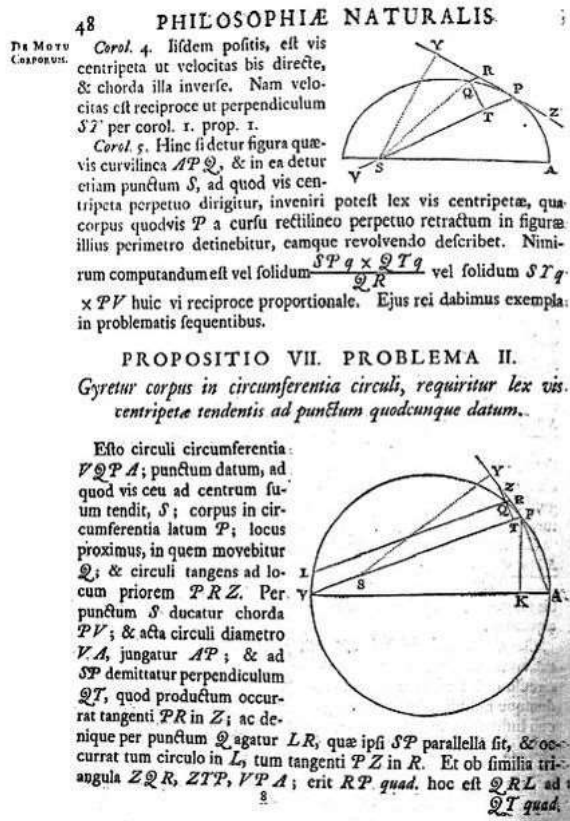 48 PHILOSOPHIÆ NATURALIS
DE MOTU
CORPORUM.
Corol. 4. Iiſdem poſitis, eſt vis
centripeta ut velocitas bis directe,
& chorda illa inverſe. Nam velo-
citas eſt reciproce ut perpendiculum
SY per corol. 1. prop. 1.
Corol. 5. Hinc ſi detur figura quæ-
vis curvilinea APQ, & in ea detur
etiam punctum S, ad quod vis cen-
tripeta perpetuo dirigitur, inveniri poteſt lex vis centripetæ, qua
corpus quodvis P a curſu rectilineo perpetuo retractum in figuræ
illius perimetro detinebitur, eamque revolvendo deſcribet. Nimi-
rum computandum eſt vel ſolidum SPq × QTq / QR vel ſolidum SYq
× PV huic vi reciproce proportionale. Ejus rei dabimus exempla
in problematis ſequentibus.
Y
R
Q
P
T
Z
S
V
A
PROPOSITIO VII. PROBLEMA II.
Gyretur corpus in circumferentia circuli, requiritur lex vis
centripetæ tendentis ad punctum quodcunque datum.
Eſto circuli circumferentia
VQPA; punctum datum, ad
quod vis ceu ad centrum ſu-
um tendit, S; corpus in cir-
cumferentia latum P; locus
proximus, in quem movebitur
Q; & circuli tangens ad lo-
cum priorem PRZ. Per
punctum S ducatur chorda
PV; & acta circuli diametro
VA, jungatur AP; & ad
SP demittatur perpendiculum
QT, quod productum occur-
rat tangenti PR in Z; ac de-
nique per punctum Q agatur LR, quæ ipſi SP parallella ſit, & oc-
currat tum circulo in L, tum tangenti PZ in R. Et ob ſimilia tri-
angula ZQR, ZTP, VPA; erit RP quad. hoc eſt QRL ad
8
QT quad.
Y
Z
R
Q
P
T
L
S
V
K
A